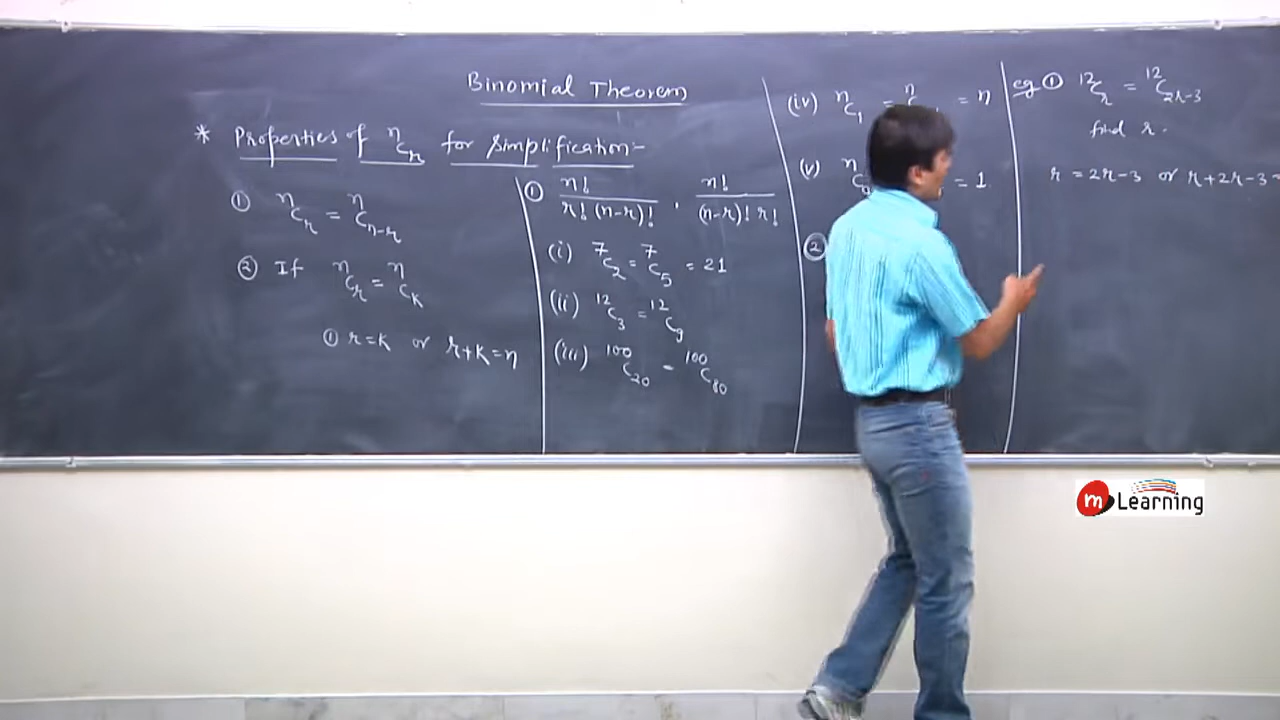 Binomial Theorem
* Properties of ⁿCᵣ for Simplification:-
① ⁿCᵣ = ⁿCₙ₋ᵣ
② If ⁿCᵣ = ⁿCₖ
① r=k or r+k=n
① n!/(r!(n-r)!) , n!/((n-r)! r!)
(i) ⁷C₂ = ⁷C₅ = 21
(ii) ¹²C₃ = ¹²C₉
(iii) ¹⁰⁰C₂₀ = ¹⁰⁰C₈₀
(iv) ⁿC₁ = ⁿ = n
(v) ⁿC = 1
②
eg ① ¹²Cᵣ = ¹²C₂ᵣ₋₃
find r.
r = 2r-3 or r+2r-3=
m Learning